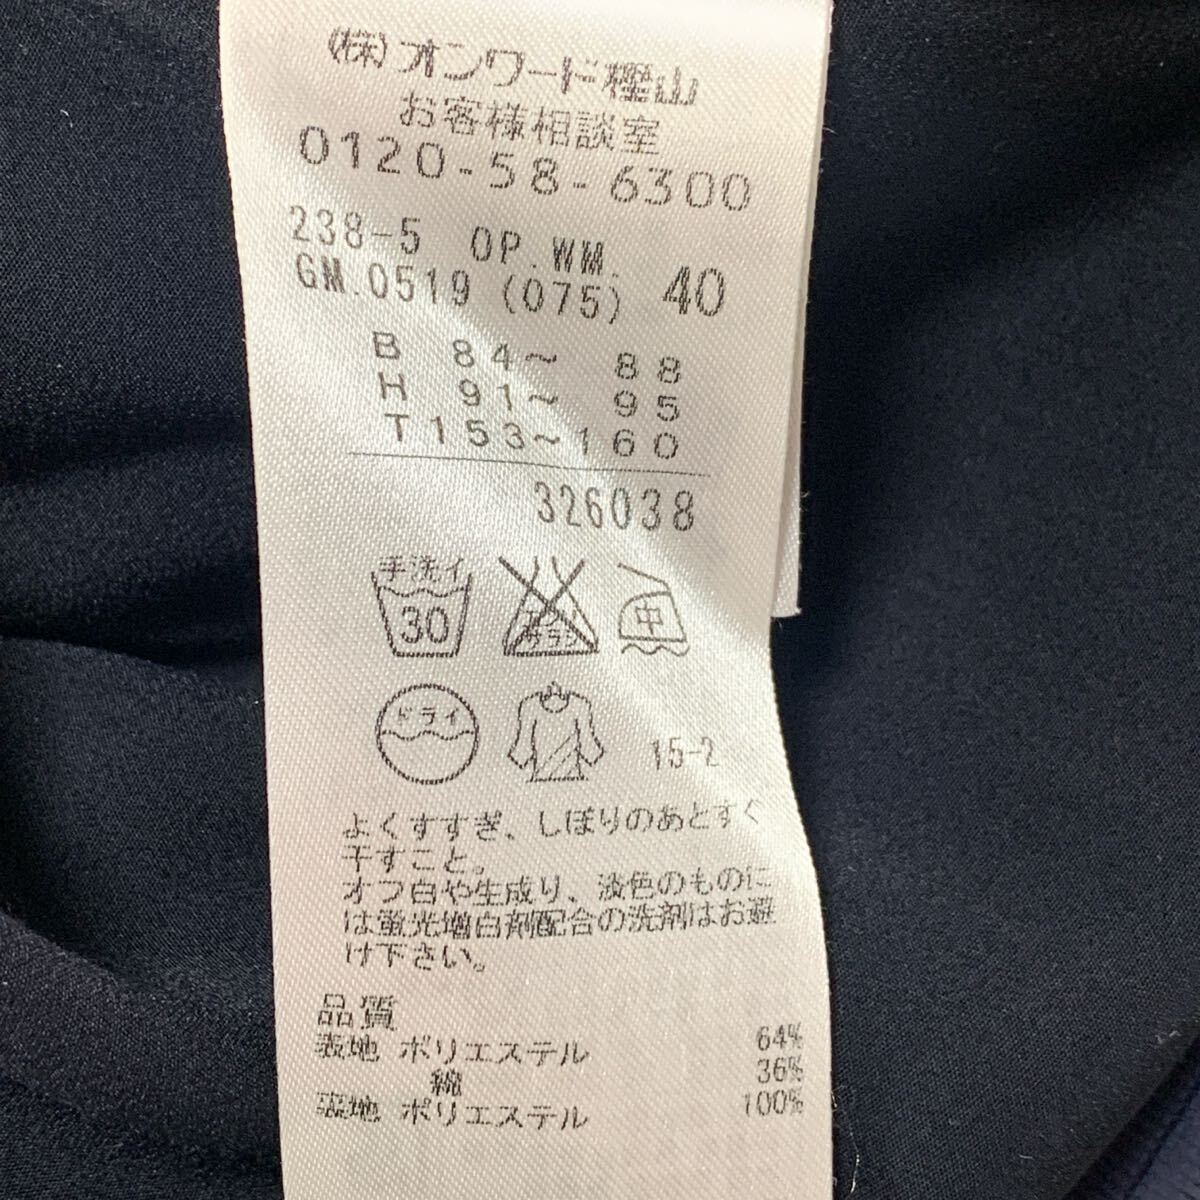 (株)オンワード樫山
お客様相談室
0120-58-6300
238-5 OP.WM.
GM.0519 (075) 40
B 84~ 88
H 91~ 95
T153~160
326038
手洗イ
30
エンソ
サラシ
中
ドライ
15-2
よくすすぎ、しぼりのあとすぐ
干すこと。
オフ白や生成り、淡色のものに
は蛍光増白剤配合の洗剤はお避
け下さい。
品質
表地 ポリエステル 64%
綿 36%
裏地 ポリエステル 100%